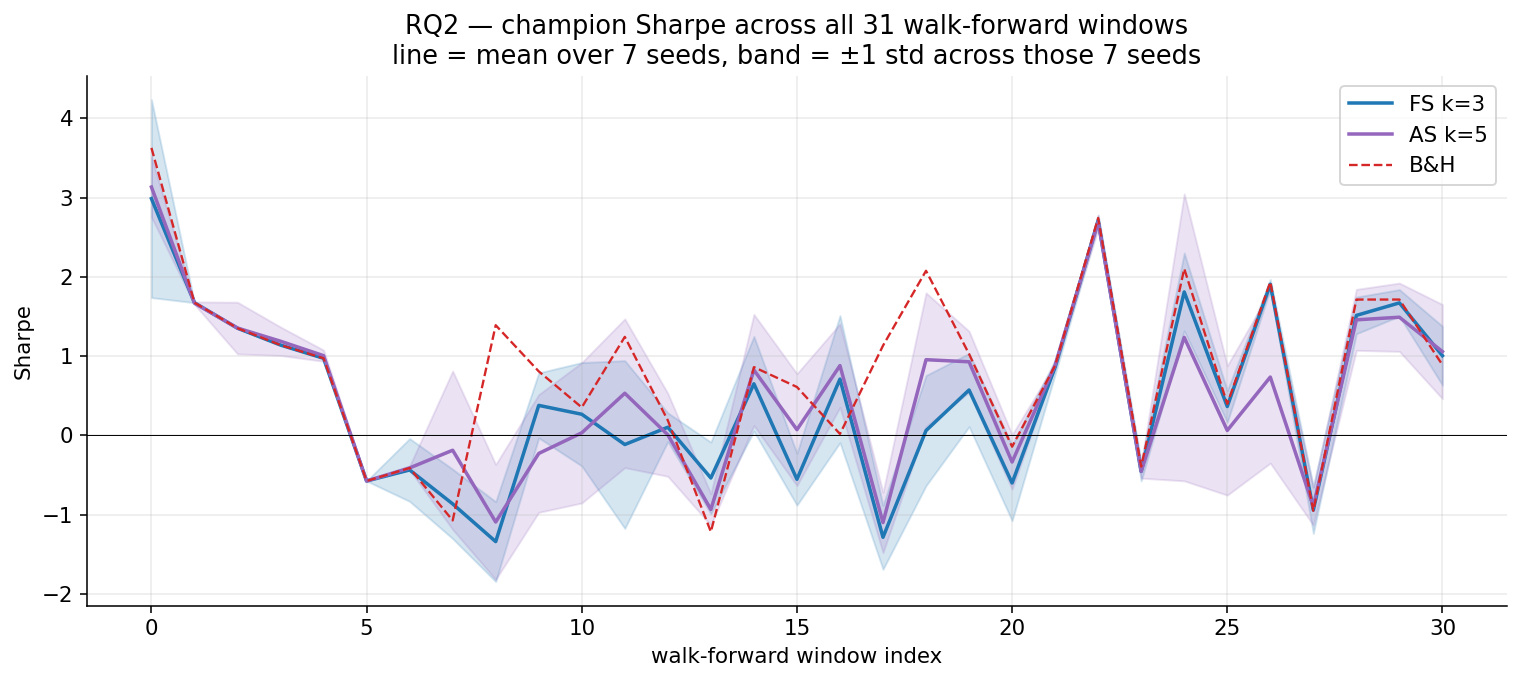 RQ2 — champion Sharpe across all 31 walk-forward windows
line = mean over 7 seeds, band = ±1 std across those 7 seeds
FS k=3
AS k=5
B&H
Sharpe
4
3
2
1
0
−1
−2
0
5
10
15
20
25
30
walk-forward window index